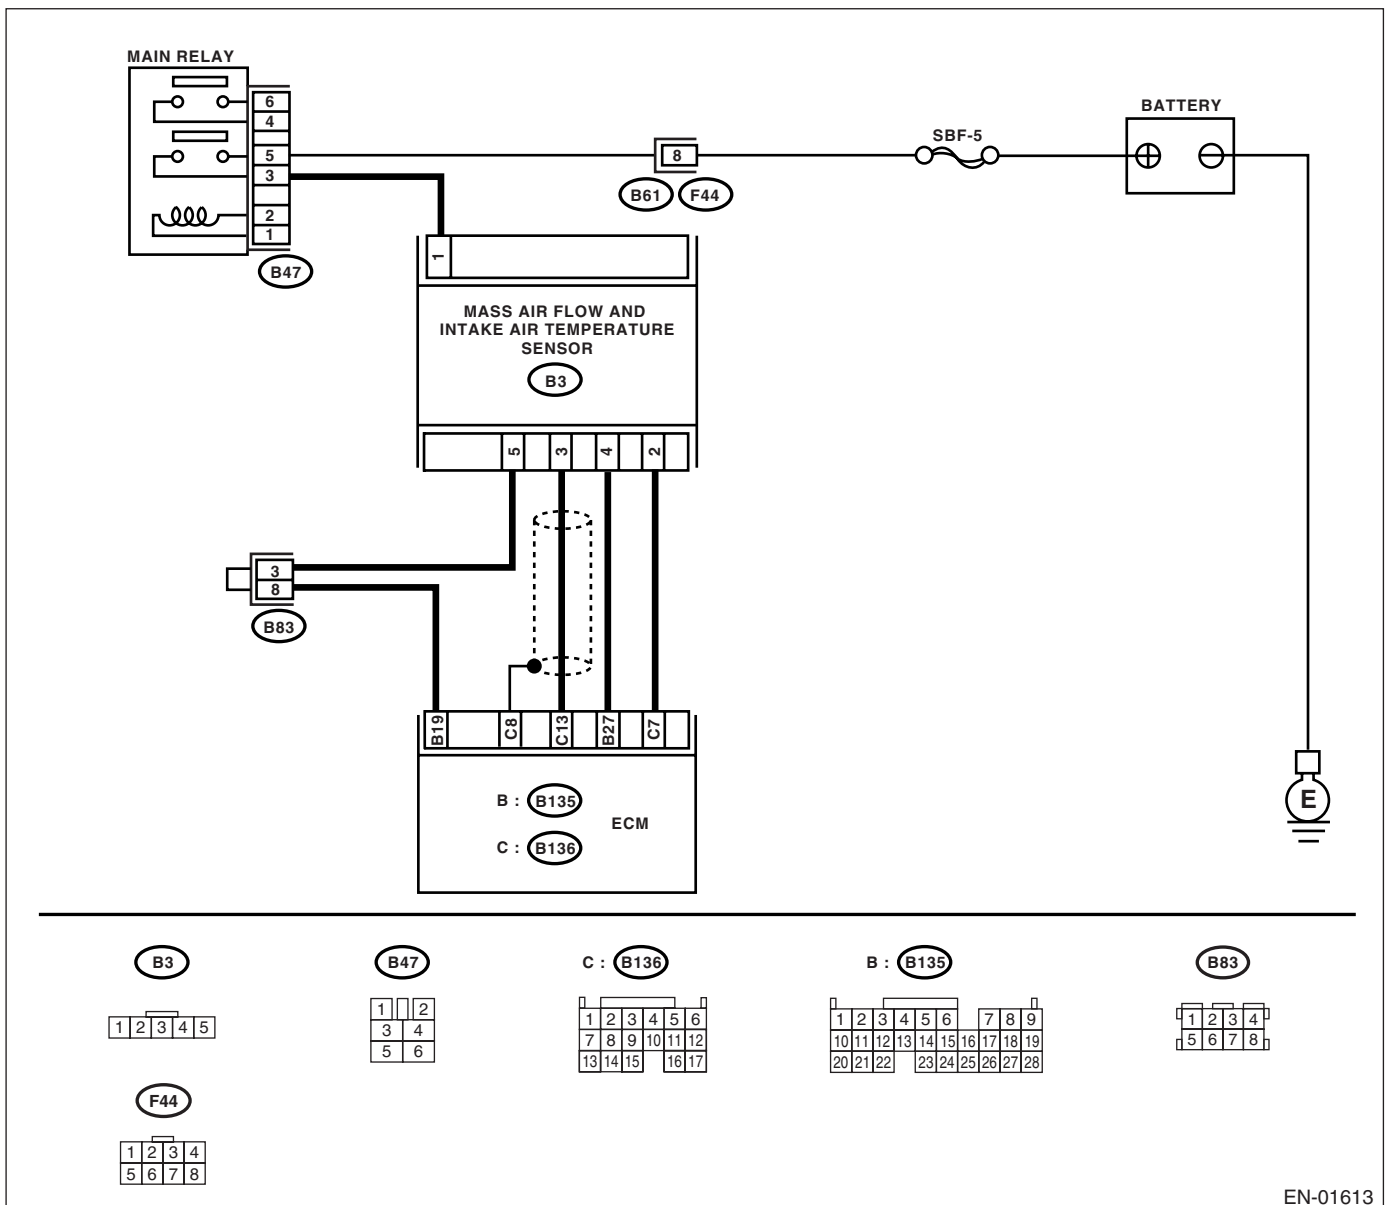 MAIN RELAY
6
4
5
3
2
1
B47
8
B61 F44
SBF-5
BATTERY
1
MASS AIR FLOW AND
INTAKE AIR TEMPERATURE
SENSOR
B3
5 3 4 2
3
8
B83
B19 C8 C13 B27 C7
B : B135
ECM
C : B136
E
B3
1 2 3 4 5
B47
1 2
3 4
5 6
C : B136
1 2 3 4 5 6
7 8 9 10 11 12
13 14 15 16 17
B : B135
1 2 3 4 5 6 7 8 9
10 11 12 13 14 15 16 17 18 19
20 21 22 23 24 25 26 27 28
B83
1 2 3 4
5 6 7 8
F44
1 2 3 4
5 6 7 8
EN-01613